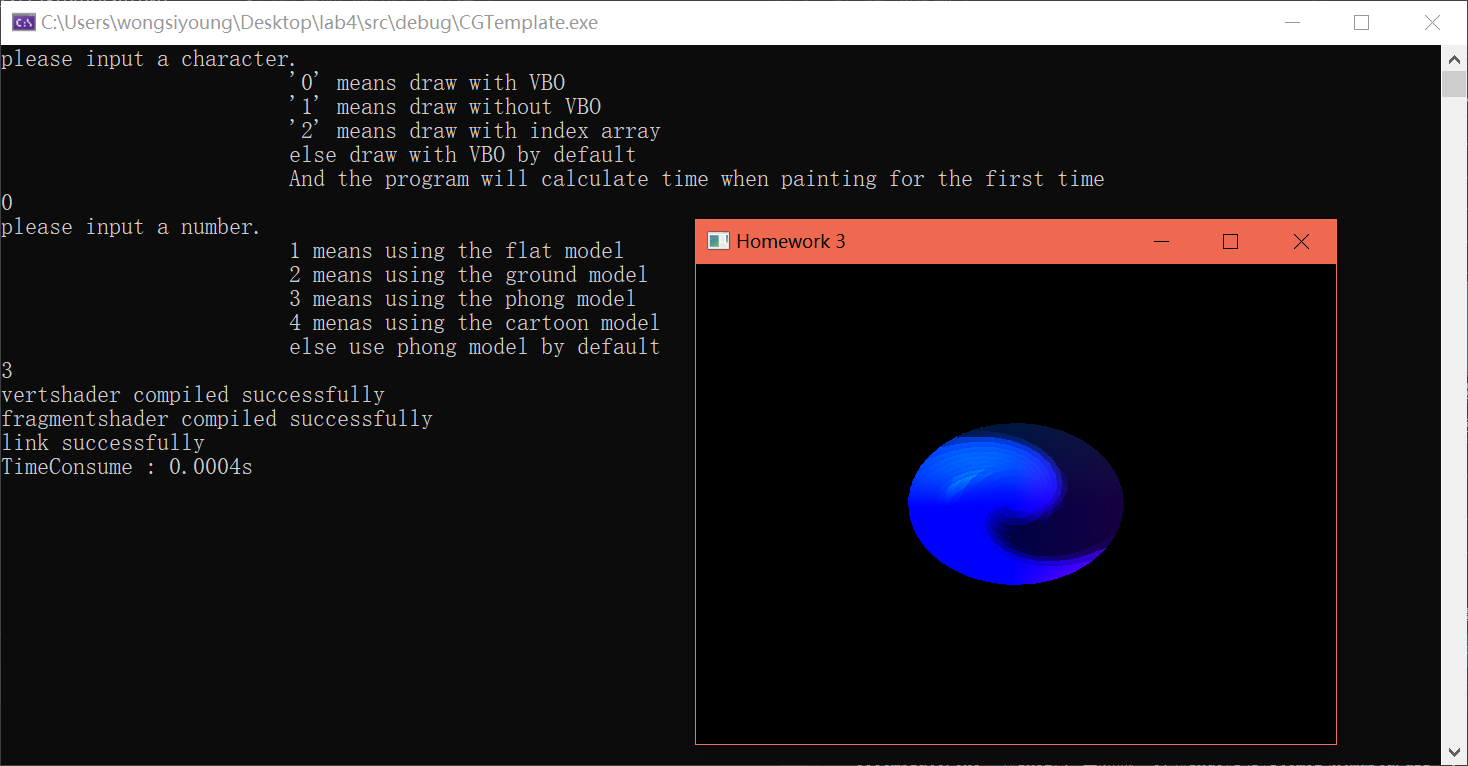 C:\Users\wongsiyoung\Desktop\lab4\src\debug\CGTemplate.exe
please input a character.
'0' means draw with VBO
'1' means draw without VBO
'2' means draw with index array
else draw with VBO by default
And the program will calculate time when painting for the first time
0
please input a number.
1 means using the flat model
2 means using the ground model
3 means using the phong model
4 menas using the cartoon model
else use phong model by default
3
vertshader compiled successfully
fragmentshader compiled successfully
link successfully
TimeConsume : 0.0004s
Homework 3